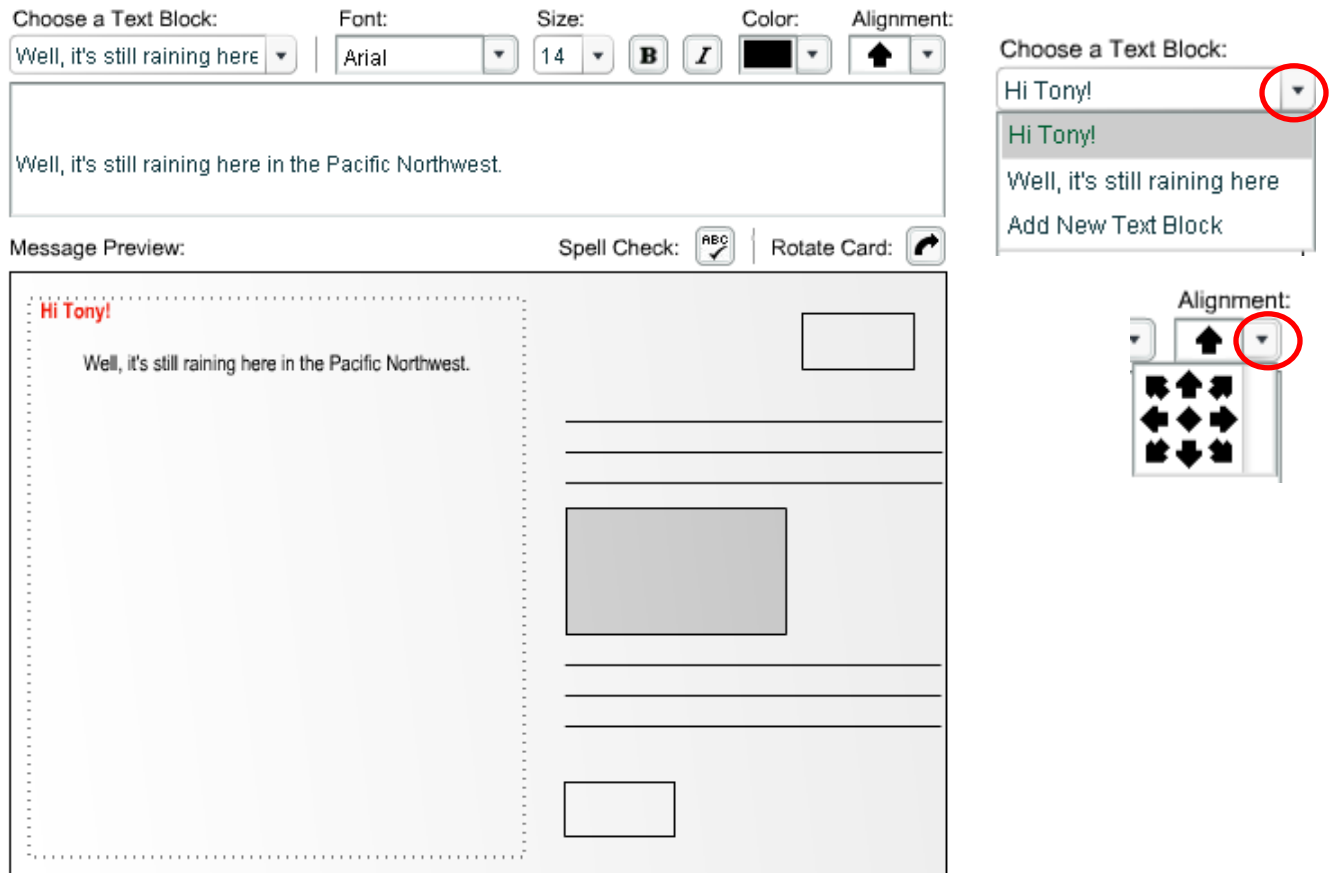 Choose a Text Block: Font: Size: Color: Alignment:
Well, it's still raining here Arial 14 B I
Well, it's still raining here in the Pacific Northwest.
Message Preview: Spell Check: ABC Rotate Card:
Hi Tony!
Well, it's still raining here in the Pacific Northwest.
Choose a Text Block:
Hi Tony!
Hi Tony!
Well, it's still raining here
Add New Text Block
Alignment: